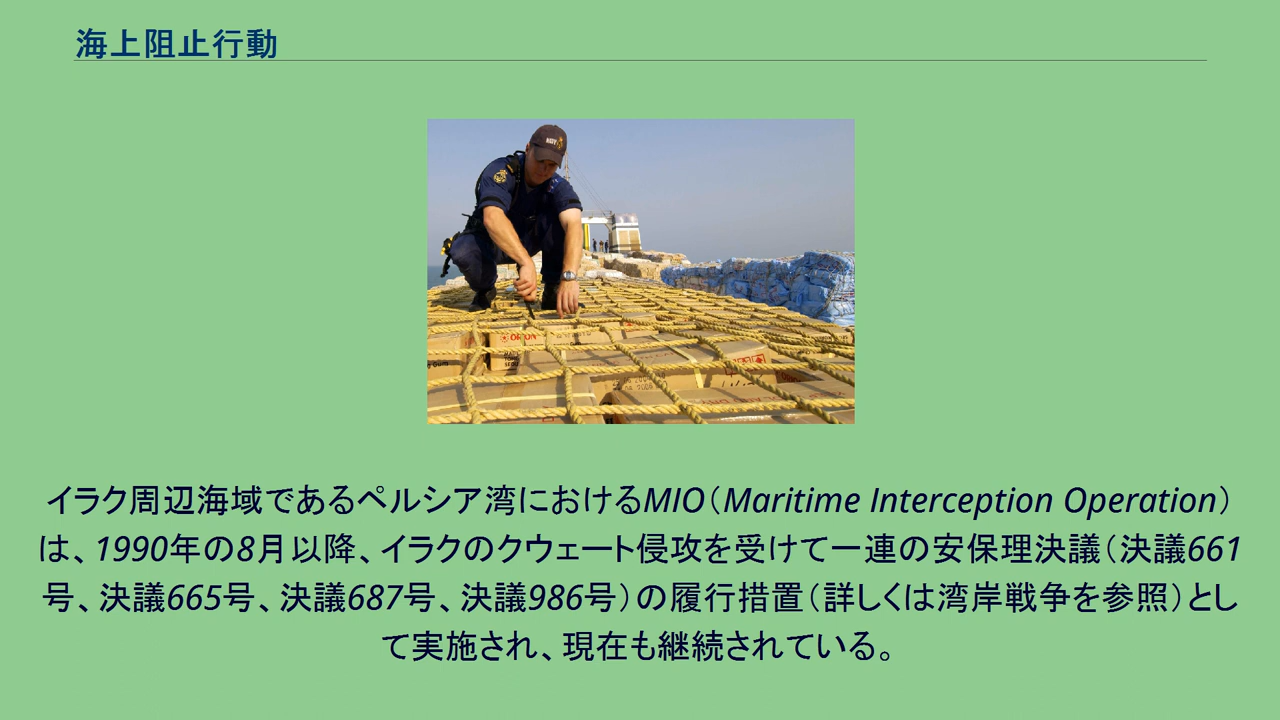 海上阻止行動
ORION
イラク周辺海域であるペルシア湾におけるMIO（Maritime Interception Operation）
は、1990年の8月以降、イラクのクウェート侵攻を受けて一連の安保理決議（決議661
号、決議665号、決議687号、決議986号）の履行措置（詳しくは湾岸戦争を参照）とし
て実施され、現在も継続されている。